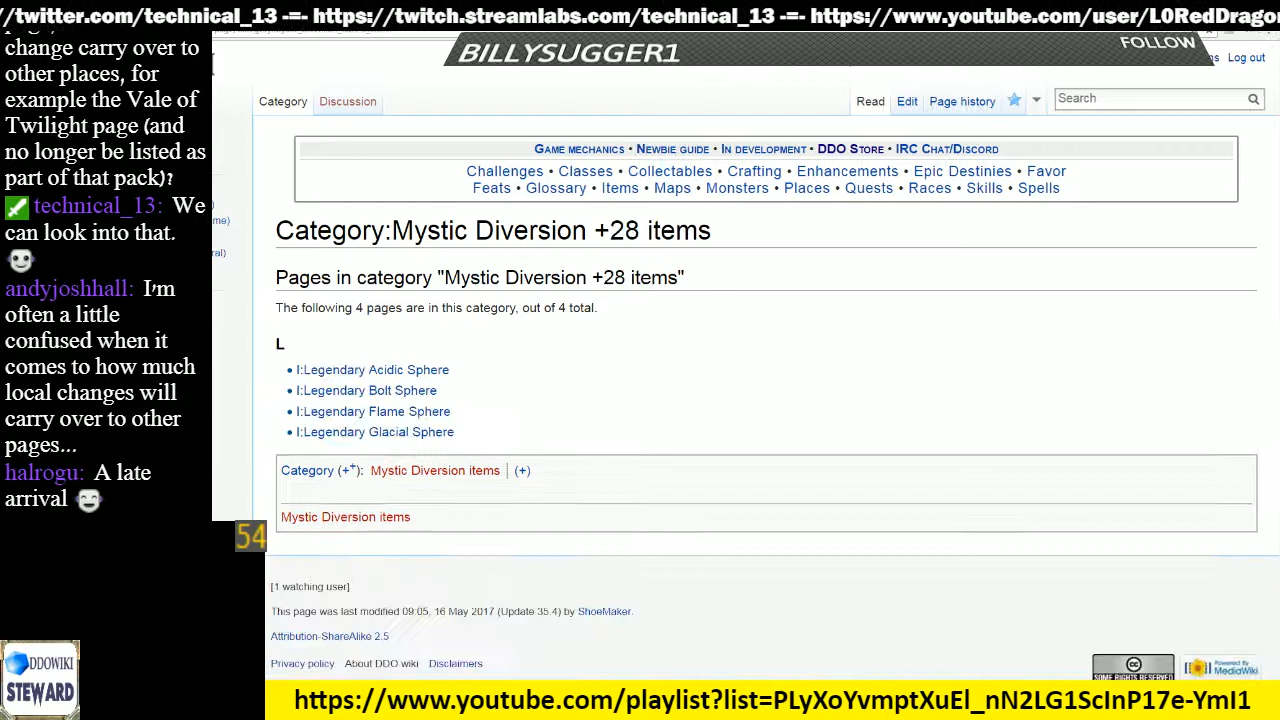 //twitter.com/technical_13 -=- https://twitch.streamlabs.com/technical_13 -=- https://www.youtube.com/user/L0RedDrago
change carry over to
other places, for
example the Vale of
Twilight page (and
no longer be listed as
part of that pack)?
technical_13: We
can look into that.
andyjoshhall: I'm
often a little
confused when it
comes to how much
local changes will
carry over to other
pages...
halrogu: A late
arrival
54
DDOWIKI
STEWARD
BILLYSUGGER1
FOLLOW
Log out
Category Discussion
Read Edit Page history
Search
Game mechanics • Newbie guide • In development • DDO Store • IRC Chat/Discord
Challenges • Classes • Collectables • Crafting • Enhancements • Epic Destinies • Favor
Feats • Glossary • Items • Maps • Monsters • Places • Quests • Races • Skills • Spells
Category:Mystic Diversion +28 items
Pages in category "Mystic Diversion +28 items"
The following 4 pages are in this category, out of 4 total.
L
• I:Legendary Acidic Sphere
• I:Legendary Bolt Sphere
• I:Legendary Flame Sphere
• I:Legendary Glacial Sphere
Category (++): Mystic Diversion items | (+)
Mystic Diversion items
[1 watching user]
This page was last modified 09:05, 16 May 2017 (Update 35.4) by ShoeMaker.
Attribution-ShareAlike 2.5
Privacy policy About DDO wiki Disclaimers
CC
SOME RIGHTS RESERVED
Powered By
MediaWiki
https://www.youtube.com/playlist?list=PLyXoYvmptXuEl_nN2LG1ScInP17e-YmI1